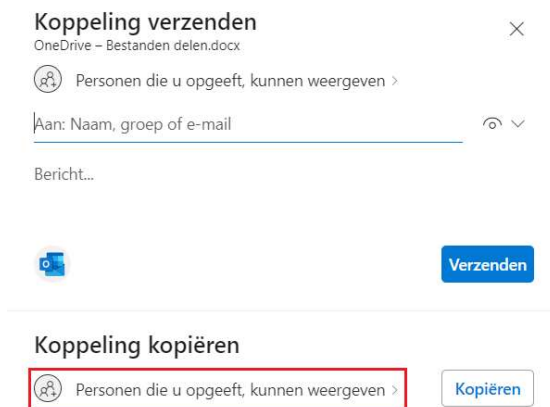 Koppeling verzenden
OneDrive – Bestanden delen.docx
Personen die u opgeeft, kunnen weergeven >
Aan: Naam, groep of e-mail
Bericht...
Verzenden
Koppeling kopiëren
Personen die u opgeeft, kunnen weergeven >
Kopiëren